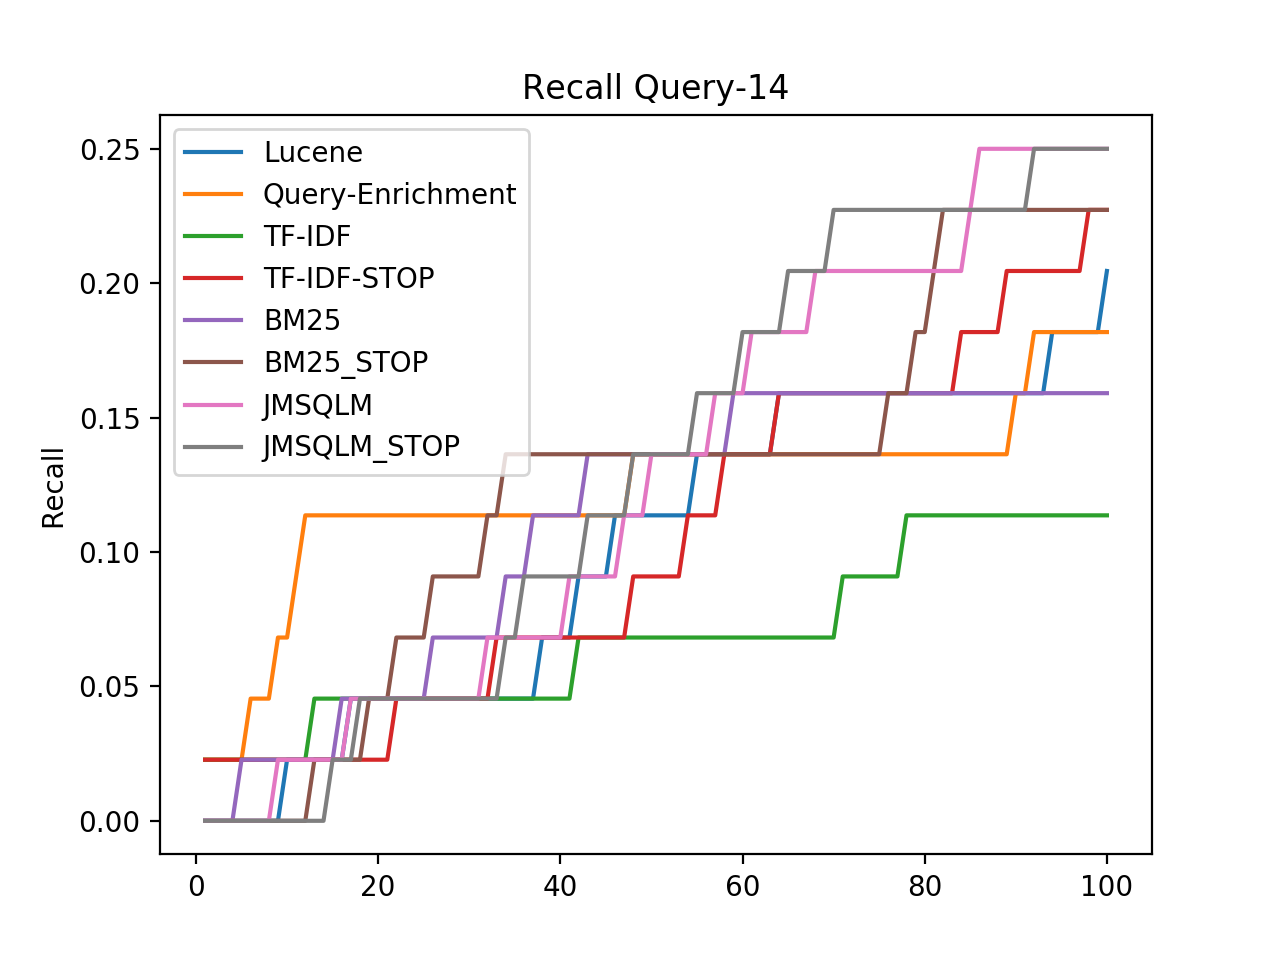 Recall Query-14
Lucene
Query-Enrichment
TF-IDF
TF-IDF-STOP
BM25
BM25_STOP
JMSQLM
JMSQLM_STOP
Recall
0.25
0.20
0.15
0.10
0.05
0.00
0 20 40 60 80 100